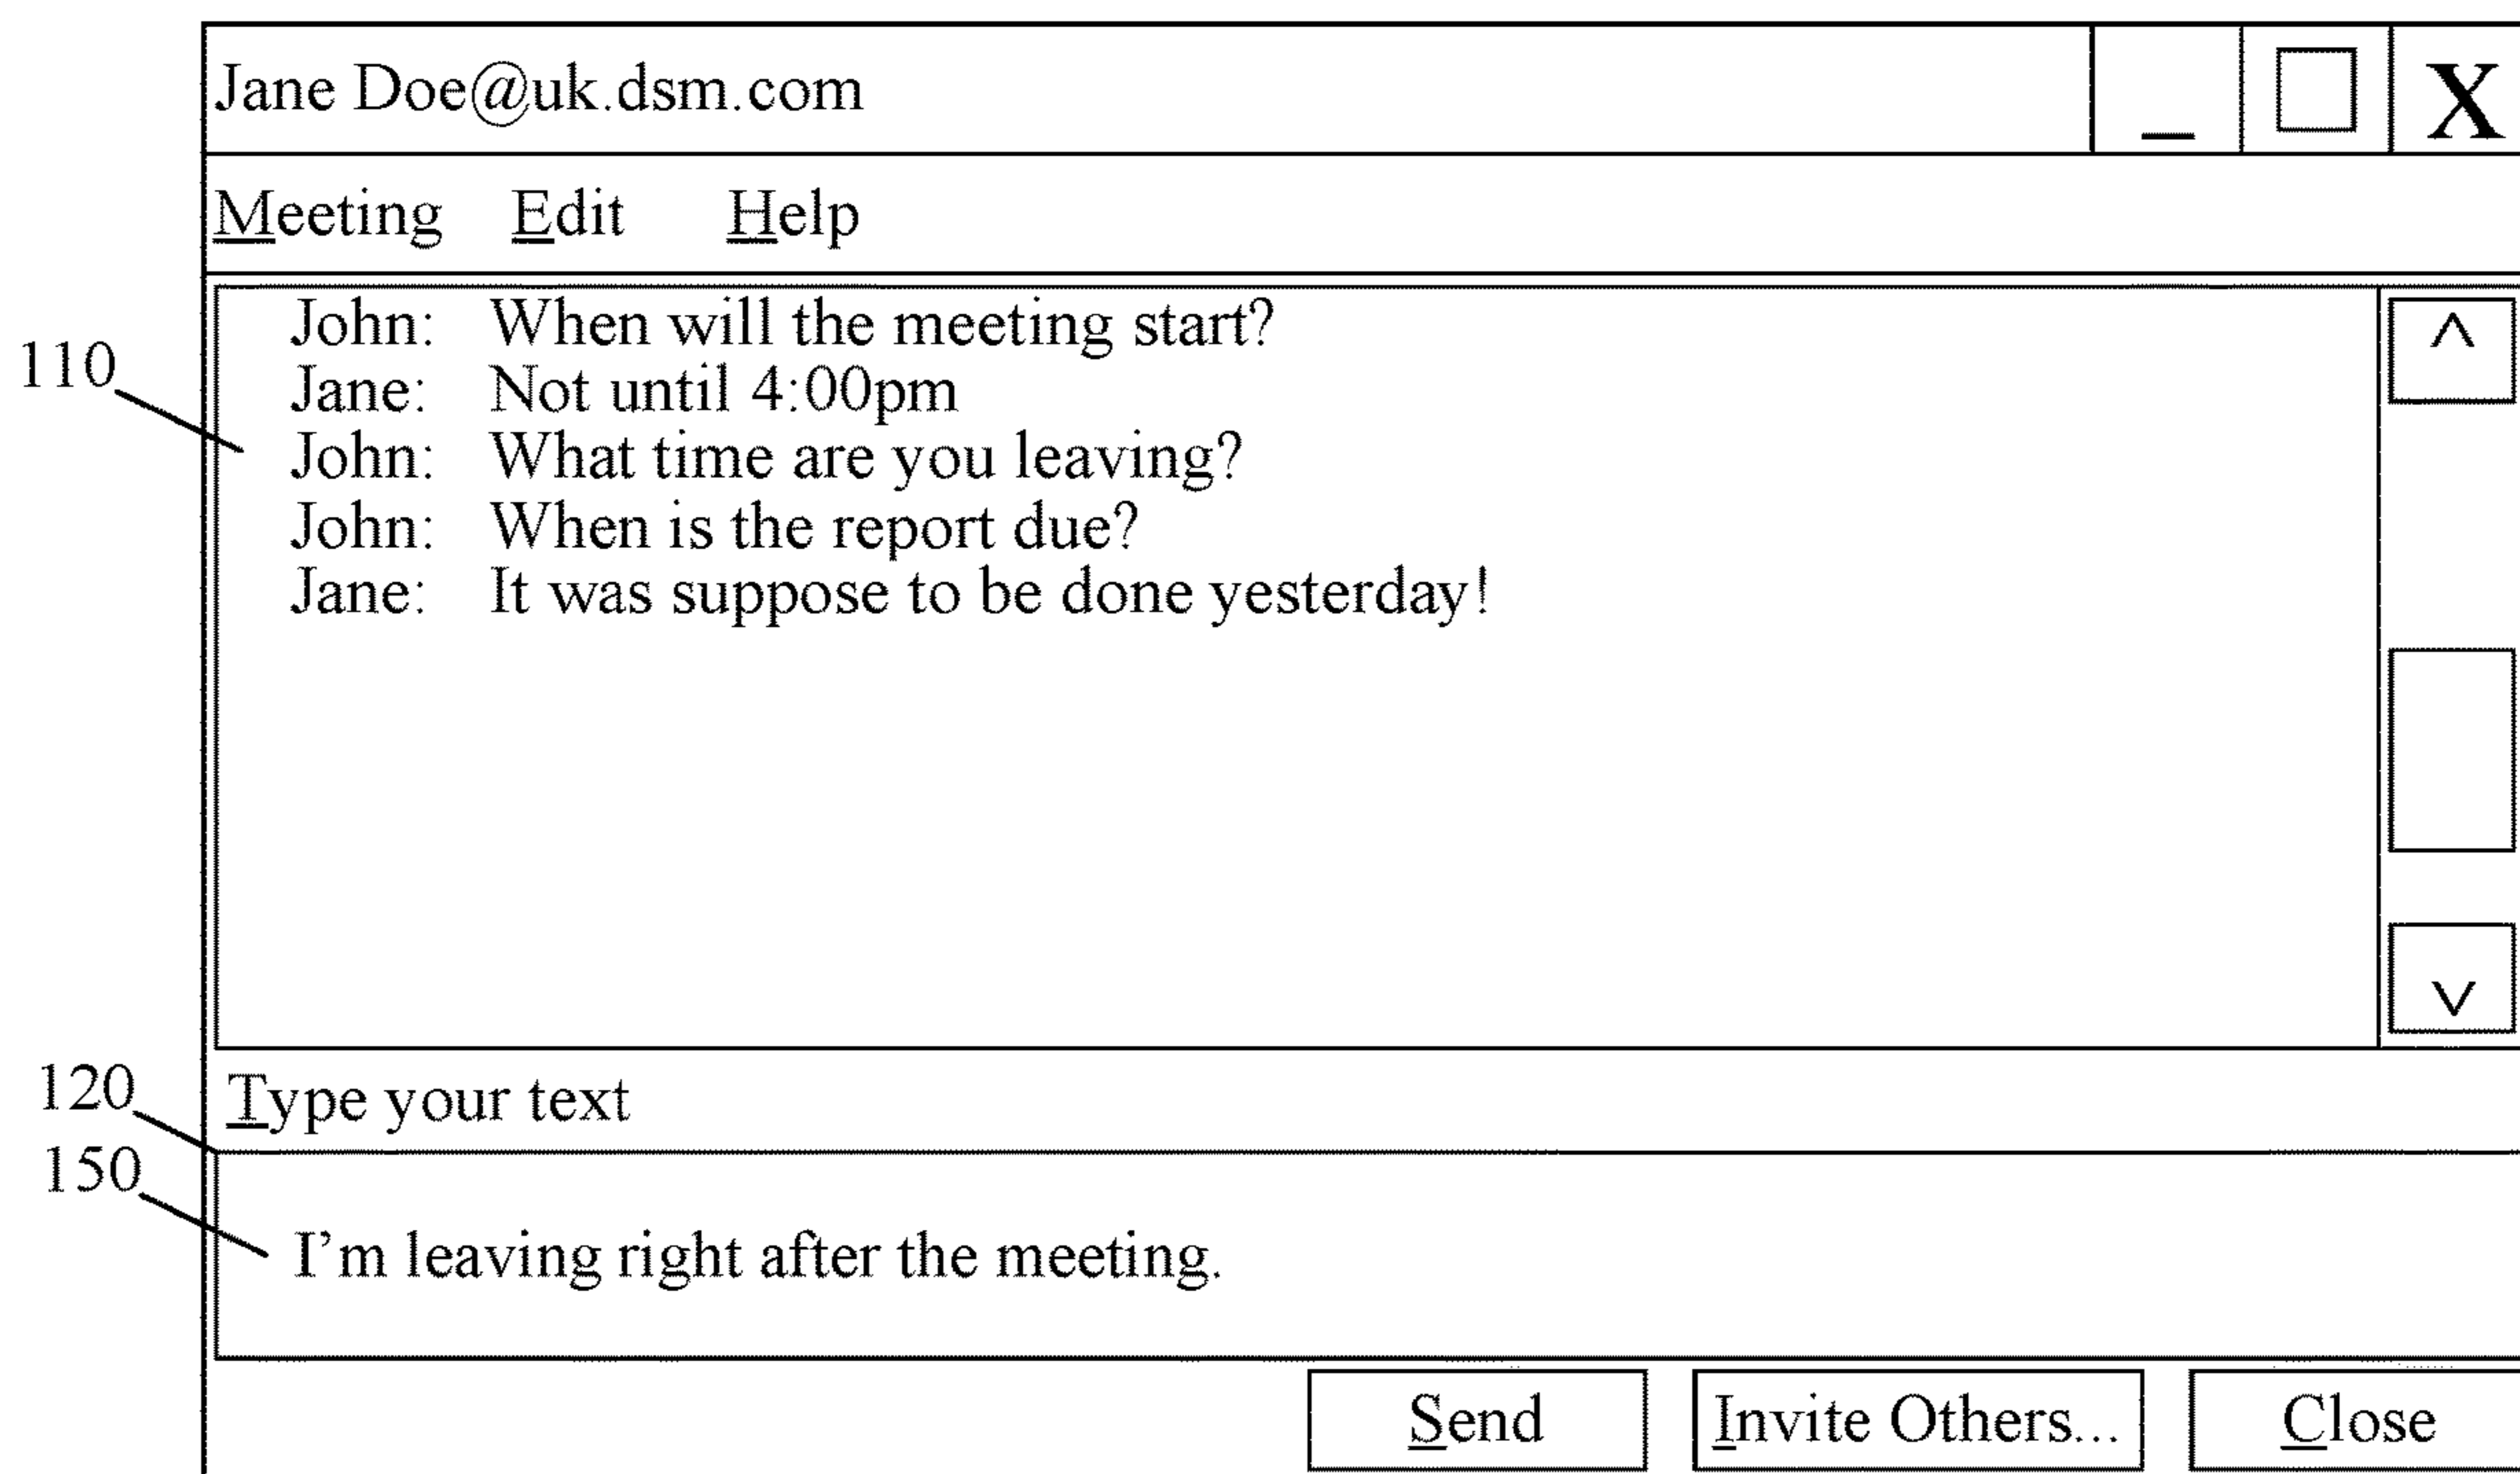 Jane Doe@uk.dsm.com _ X
Meeting Edit Help
John: When will the meeting start?
110
Jane: Not until 4:00pm
John: What time are you leaving?
John: When is the report due?
Jane: It was suppose to be done yesterday!
120
Type your text
150
I'm leaving right after the meeting.
Send Invite Others... Close